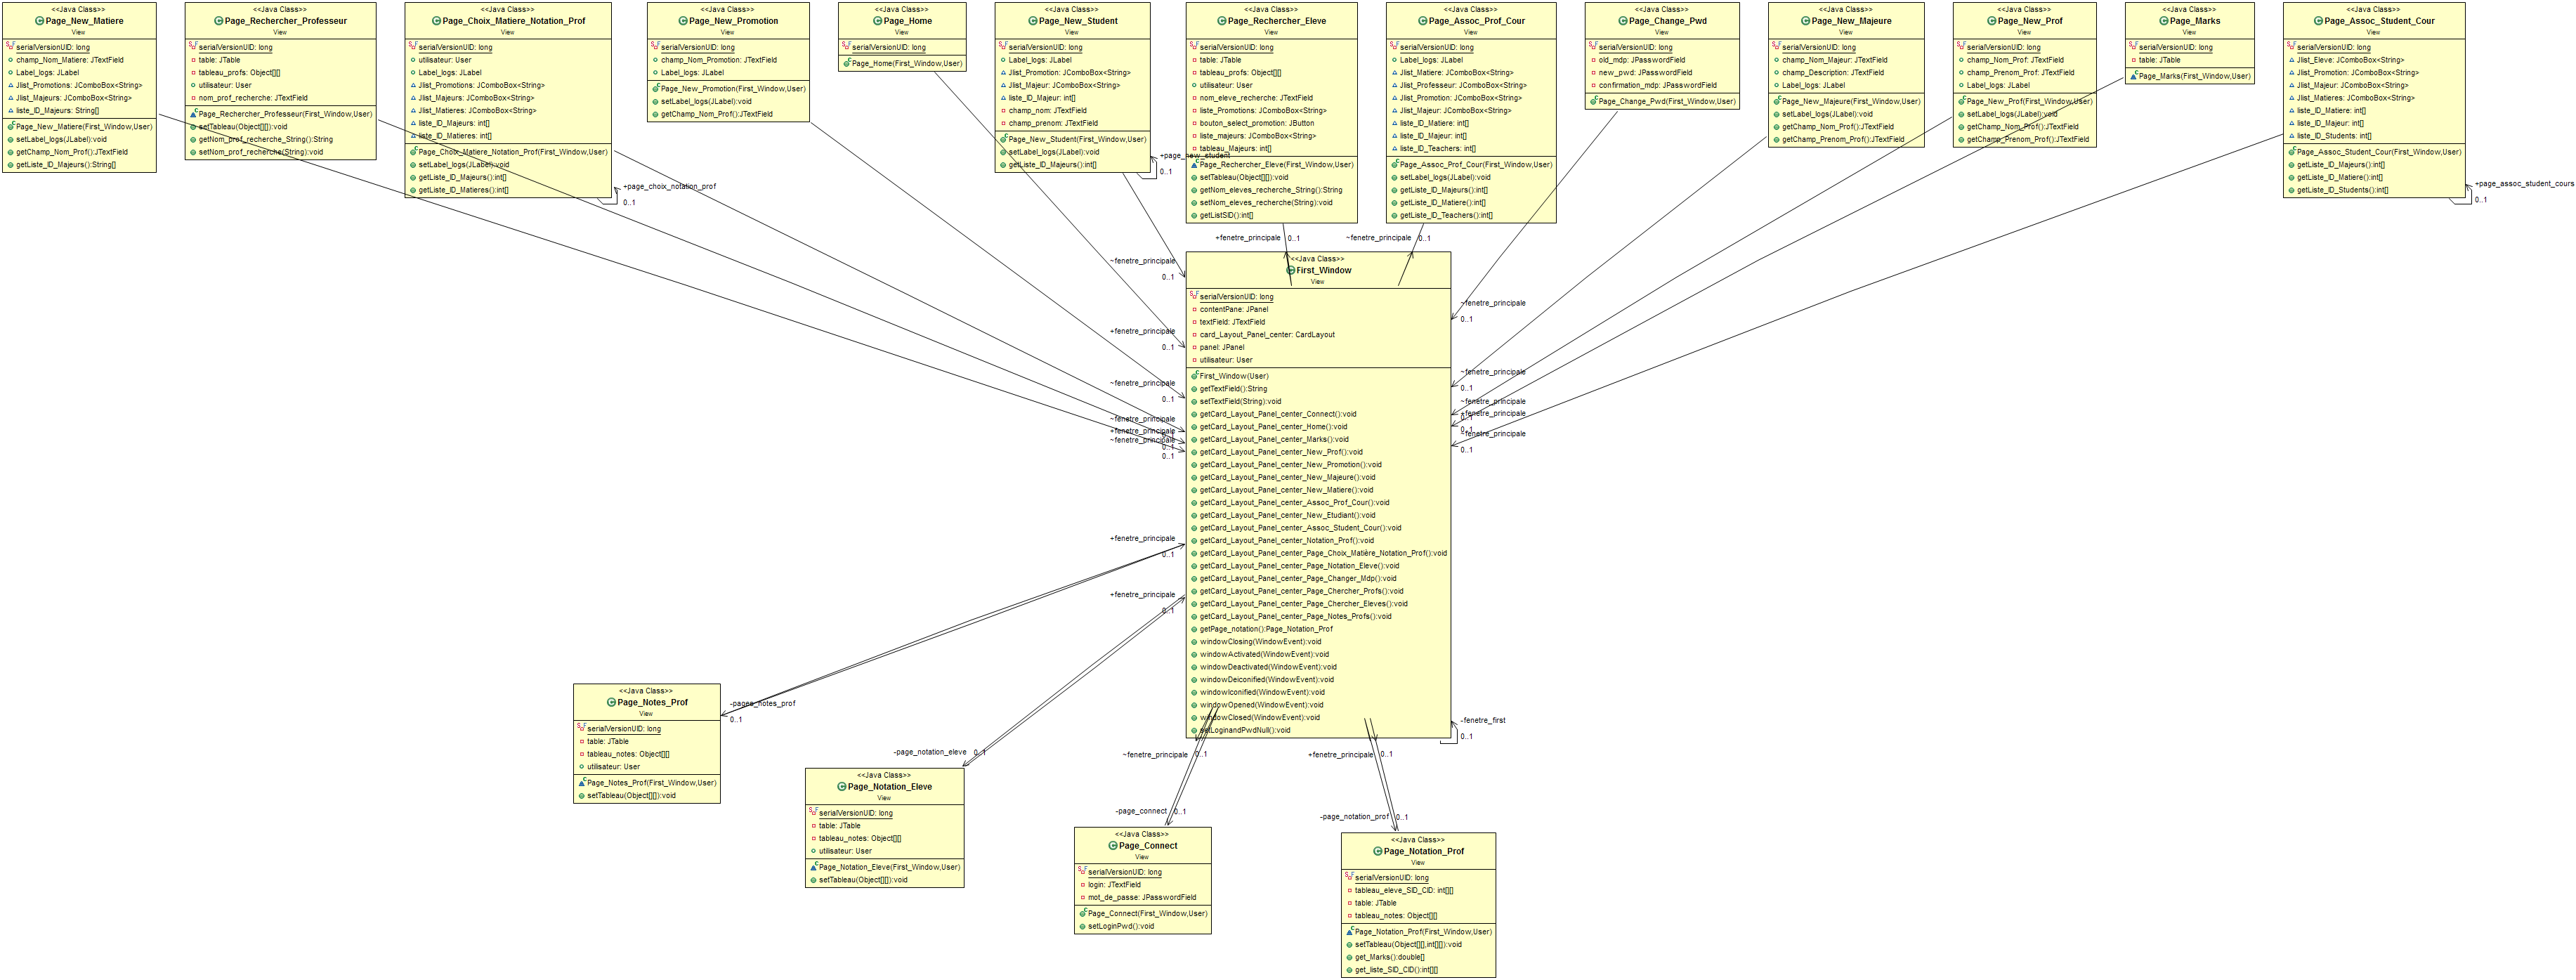 <<Java Class>>
Page_New_Matiere
View
serialVersionUID: long
champ_Nom_Matiere: JTextField
Label_logs: JLabel
Jlist_Promotions: JComboBox<String>
Jlist_Majeurs: JComboBox<String>
liste_ID_Majeurs: String[]
Page_New_Matiere(First_Window,User)
setLabel_logs(JLabel):void
getChamp_Nom_Prof():JTextField
getListe_ID_Majeurs():String[]
<<Java Class>>
Page_Rechercher_Professeur
View
serialVersionUID: long
table: JTable
tableau_profs: Object[][]
utilisateur: User
nom_prof_recherche: JTextField
Page_Rechercher_Professeur(First_Window,User)
setTableau(Object[][]):void
getNom_prof_recherche_String():String
setNom_prof_recherche(String):void
<<Java Class>>
Page_Choix_Matiere_Notation_Prof
View
serialVersionUID: long
utilisateur: User
Label_logs: JLabel
Jlist_Promotions: JComboBox<String>
Jlist_Majeurs: JComboBox<String>
Jlist_Matieres: JComboBox<String>
liste_ID_Majeurs: int[]
liste_ID_Matieres: int[]
Page_Choix_Matiere_Notation_Prof(First_Window,User)
setLabel_logs(JLabel):void
getListe_ID_Majeurs():int[]
getListe_ID_Matieres():int[]
+page_choix_notation_prof
0..1
<<Java Class>>
Page_New_Promotion
View
serialVersionUID: long
champ_Nom_Promotion: JTextField
Label_logs: JLabel
Page_New_Promotion(First_Window,User)
setLabel_logs(JLabel):void
getChamp_Nom_Prof():JTextField
<<Java Class>>
Page_Home
View
serialVersionUID: long
Page_Home(First_Window,User)
<<Java Class>>
Page_New_Student
View
serialVersionUID: long
Label_logs: JLabel
Jlist_Promotion: JComboBox<String>
Jlist_Majeur: JComboBox<String>
liste_ID_Majeur: int[]
champ_nom: JTextField
champ_prenom: JTextField
Page_New_Student(First_Window,User)
setLabel_logs(JLabel):void
getListe_ID_Majeurs():int[]
+page_new_student
0..1
<<Java Class>>
Page_Rechercher_Eleve
View
serialVersionUID: long
table: JTable
tableau_profs: Object[][]
utilisateur: User
nom_eleve_recherche: JTextField
liste_Promotions: JComboBox<String>
bouton_select_promotion: JButton
liste_majeurs: JComboBox<String>
tableau_Majeurs: int[]
Page_Rechercher_Eleve(First_Window,User)
setTableau(Object[][]):void
getNom_eleves_recherche_String():String
setNom_eleves_recherche(String):void
getListSID():int[]
<<Java Class>>
Page_Assoc_Prof_Cour
View
serialVersionUID: long
Label_logs: JLabel
Jlist_Matiere: JComboBox<String>
Jlist_Professeur: JComboBox<String>
Jlist_Promotion: JComboBox<String>
Jlist_Majeur: JComboBox<String>
liste_ID_Matiere: int[]
liste_ID_Majeur: int[]
liste_ID_Teachers: int[]
Page_Assoc_Prof_Cour(First_Window,User)
setLabel_logs(JLabel):void
getListe_ID_Majeurs():int[]
getListe_ID_Matiere():int[]
getListe_ID_Teachers():int[]
<<Java Class>>
Page_Change_Pwd
View
serialVersionUID: long
old_mdp: JPasswordField
new_pwd: JPasswordField
confirmation_mdp: JPasswordField
Page_Change_Pwd(First_Window,User)
<<Java Class>>
Page_New_Majeure
View
serialVersionUID: long
champ_Nom_Majeur: JTextField
champ_Description: JTextField
Label_logs: JLabel
Page_New_Majeure(First_Window,User)
setLabel_logs(JLabel):void
getChamp_Nom_Prof():JTextField
getChamp_Prenom_Prof():JTextField
<<Java Class>>
Page_New_Prof
View
serialVersionUID: long
champ_Nom_Prof: JTextField
champ_Prenom_Prof: JTextField
Label_logs: JLabel
Page_New_Prof(First_Window,User)
setLabel_logs(JLabel):void
getChamp_Nom_Prof():JTextField
getChamp_Prenom_Prof():JTextField
<<Java Class>>
Page_Marks
View
serialVersionUID: long
table: JTable
Page_Marks(First_Window,User)
<<Java Class>>
Page_Assoc_Student_Cour
View
serialVersionUID: long
Jlist_Eleve: JComboBox<String>
Jlist_Promotion: JComboBox<String>
Jlist_Majeur: JComboBox<String>
Jlist_Matieres: JComboBox<String>
liste_ID_Matiere: int[]
liste_ID_Majeur: int[]
liste_ID_Students: int[]
Page_Assoc_Student_Cour(First_Window,User)
getListe_ID_Majeurs():int[]
getListe_ID_Matiere():int[]
getListe_ID_Students():int[]
+page_assoc_student_cours
0..1
+fenetre_principale 0..1
~fenetre_principale 0..1
~fenetre_principale
0..1
+fenetre_principale
0..1
~fenetre_principale
0..1
~fenetre_principale
+fenetre_principale
0..1
~fenetre_principale
0..1
~fenetre_principale
0..1
~fenetre_principale
0..1
~fenetre_principale
+fenetre_principale
0..1
0..1
~fenetre_principale
0..1
<<Java Class>>
First_Window
View
serialVersionUID: long
contentPane: JPanel
textField: JTextField
card_Layout_Panel_center: CardLayout
panel: JPanel
utilisateur: User
First_Window(User)
getTextField():String
setTextField(String):void
getCard_Layout_Panel_center_Connect():void
getCard_Layout_Panel_center_Home():void
getCard_Layout_Panel_center_Marks():void
getCard_Layout_Panel_center_New_Prof():void
getCard_Layout_Panel_center_New_Promotion():void
getCard_Layout_Panel_center_New_Majeure():void
getCard_Layout_Panel_center_New_Matiere():void
getCard_Layout_Panel_center_Assoc_Prof_Cour():void
getCard_Layout_Panel_center_New_Etudiant():void
getCard_Layout_Panel_center_Assoc_Student_Cour():void
getCard_Layout_Panel_center_Notation_Prof():void
getCard_Layout_Panel_center_Page_Choix_Matière_Notation_Prof():void
getCard_Layout_Panel_center_Page_Notation_Eleve():void
getCard_Layout_Panel_center_Page_Changer_Mdp():void
getCard_Layout_Panel_center_Page_Chercher_Profs():void
getCard_Layout_Panel_center_Page_Chercher_Eleves():void
getCard_Layout_Panel_center_Page_Notes_Profs():void
getPage_notation():Page_Notation_Prof
windowClosing(WindowEvent):void
windowActivated(WindowEvent):void
windowDeactivated(WindowEvent):void
windowDeiconified(WindowEvent):void
windowIconified(WindowEvent):void
windowOpened(WindowEvent):void
windowClosed(WindowEvent):void
setLoginandPwdNull():void
-fenetre_first
0..1
+fenetre_principale
0..1
+fenetre_principale
0..1
~fenetre_principale 0..1
+fenetre_principale 0..1
<<Java Class>>
Page_Notes_Prof
View
serialVersionUID: long
table: JTable
tableau_notes: Object[][]
utilisateur: User
Page_Notes_Prof(First_Window,User)
setTableau(Object[][]):void
-pages_notes_prof
0..1
-page_notation_eleve 0..1
<<Java Class>>
Page_Notation_Eleve
View
serialVersionUID: long
table: JTable
tableau_notes: Object[][]
utilisateur: User
Page_Notation_Eleve(First_Window,User)
setTableau(Object[][]):void
-page_connect 0..1
<<Java Class>>
Page_Connect
View
serialVersionUID: long
login: JTextField
mot_de_passe: JPasswordField
Page_Connect(First_Window,User)
setLoginPwd():void
-page_notation_prof 0..1
<<Java Class>>
Page_Notation_Prof
View
serialVersionUID: long
tableau_eleve_SID_CID: int[][]
table: JTable
tableau_notes: Object[][]
Page_Notation_Prof(First_Window,User)
setTableau(Object[][],int[][]):void
get_Marks():double[]
get_liste_SID_CID():int[][]